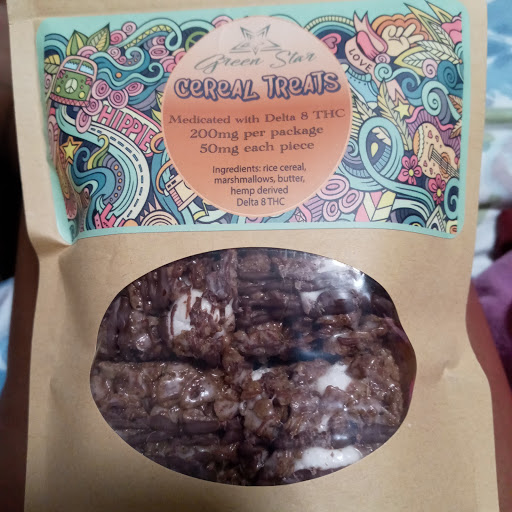 Green Star
CEREAL TREATS
Medicated with Delta 8 THC
200mg per package
50mg each piece
Ingredients: rice cereal,
marshmallows, butter,
hemp derived
Delta 8 THC
HIPPIE
LOVE